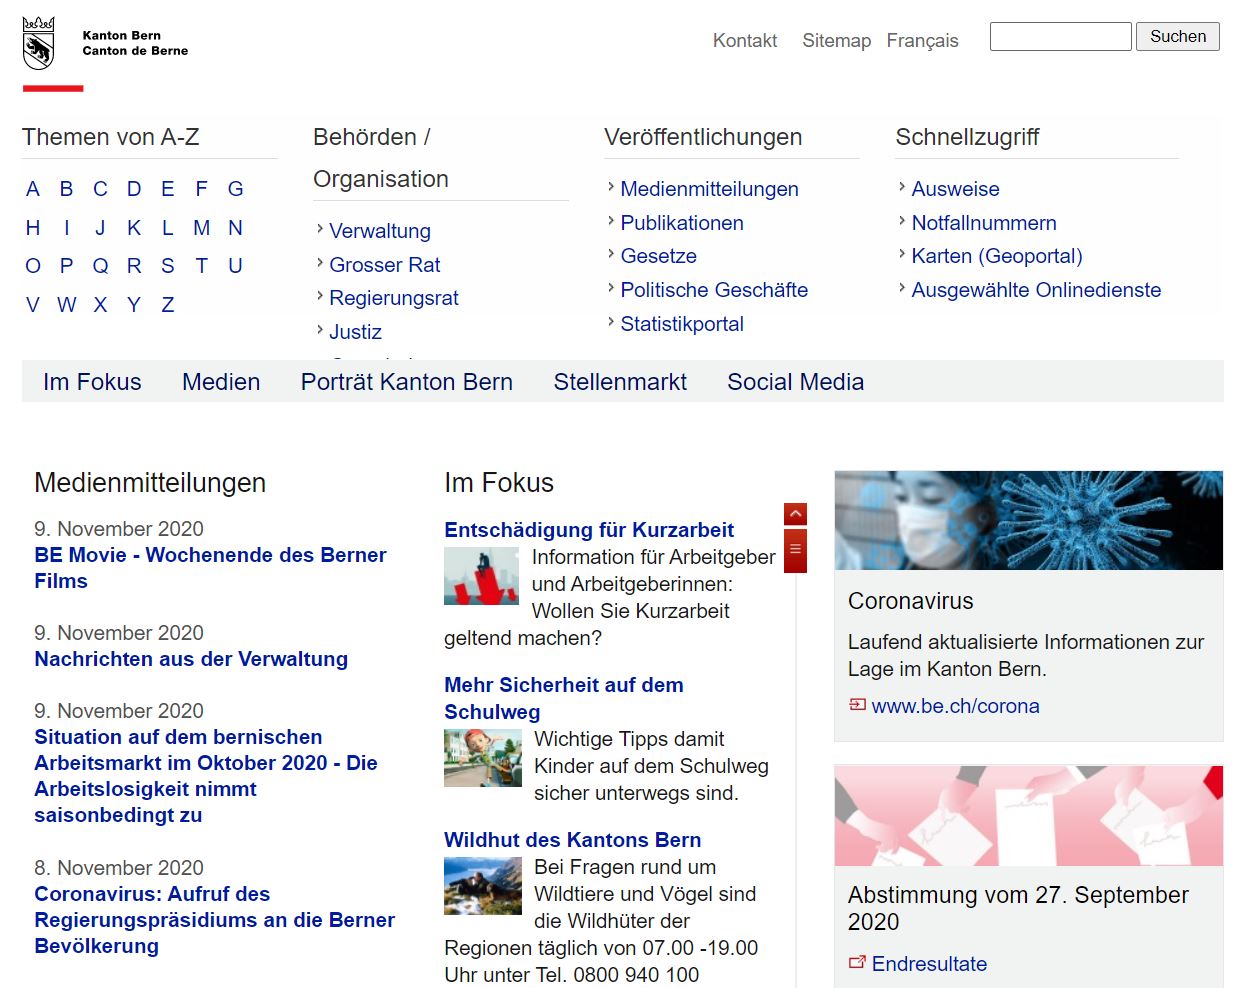 Kanton Bern
Canton de Berne
Kontakt Sitemap Français Suchen
Themen von A-Z
A B C D E F G
H I J K L M N
O P Q R S T U
V W X Y Z
Behörden /
Organisation
Verwaltung
Grosser Rat
Regierungsrat
Justiz
Veröffentlichungen
Medienmitteilungen
Publikationen
Gesetze
Politische Geschäfte
Statistikportal
Schnellzugriff
Ausweise
Notfallnummern
Karten (Geoportal)
Ausgewählte Onlinedienste
Im Fokus Medien Porträt Kanton Bern Stellenmarkt Social Media
Medienmitteilungen
9. November 2020
BE Movie - Wochenende des Berner
Films
9. November 2020
Nachrichten aus der Verwaltung
9. November 2020
Situation auf dem bernischen
Arbeitsmarkt im Oktober 2020 - Die
Arbeitslosigkeit nimmt
saisonbedingt zu
8. November 2020
Coronavirus: Aufruf des
Regierungspräsidiums an die Berner
Bevölkerung
Im Fokus
Entschädigung für Kurzarbeit
Information für Arbeitgeber
und Arbeitgeberinnen:
Wollen Sie Kurzarbeit
geltend machen?
Mehr Sicherheit auf dem
Schulweg
Wichtige Tipps damit
Kinder auf dem Schulweg
sicher unterwegs sind.
Wildhut des Kantons Bern
Bei Fragen rund um
Wildtiere und Vögel sind
die Wildhüter der
Regionen täglich von 07.00 -19.00
Uhr unter Tel. 0800 940 100
Coronavirus
Laufend aktualisierte Informationen zur
Lage im Kanton Bern.
www.be.ch/corona
Abstimmung vom 27. September
2020
Endresultate